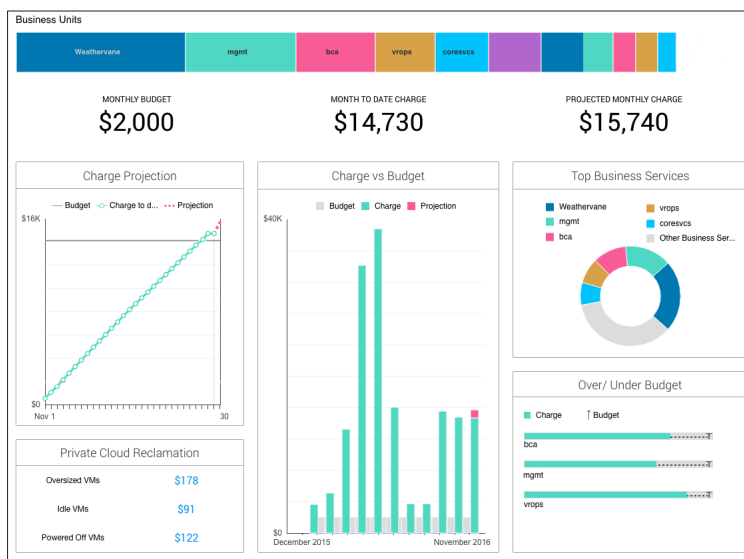 Business Units
Weathervane mgmt bca vrops coresvcs
MONTHLY BUDGET MONTH TO DATE CHARGE PROJECTED MONTHLY CHARGE
$2,000 $14,730 $15,740
Charge Projection
Budget Charge to d... Projection
$16K
$0
Nov 1 30
Private Cloud Reclamation
Oversized VMs $178
Idle VMs $91
Powered Off VMs $122
Charge vs Budget
Budget Charge Projection
$40K
$0
December 2015 November 2016
Top Business Services
Weathervane vrops
mgmt coresvcs
bca Other Business Ser...
Over/ Under Budget
Charge Budget
bca
mgmt
vrops